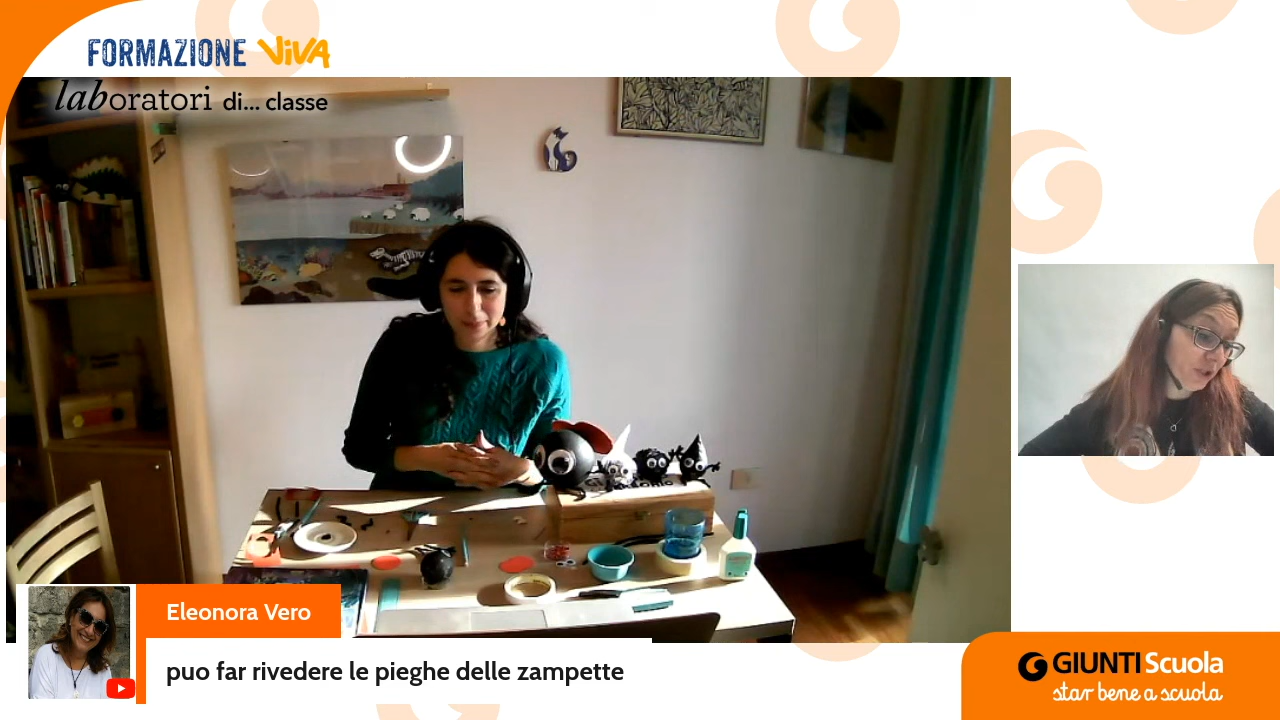 FORMAZIONE VIVA
laboratori di... classe
Eleonora Vero
puo far rivedere le pieghe delle zampette
GIUNTI Scuola
star bene a scuola